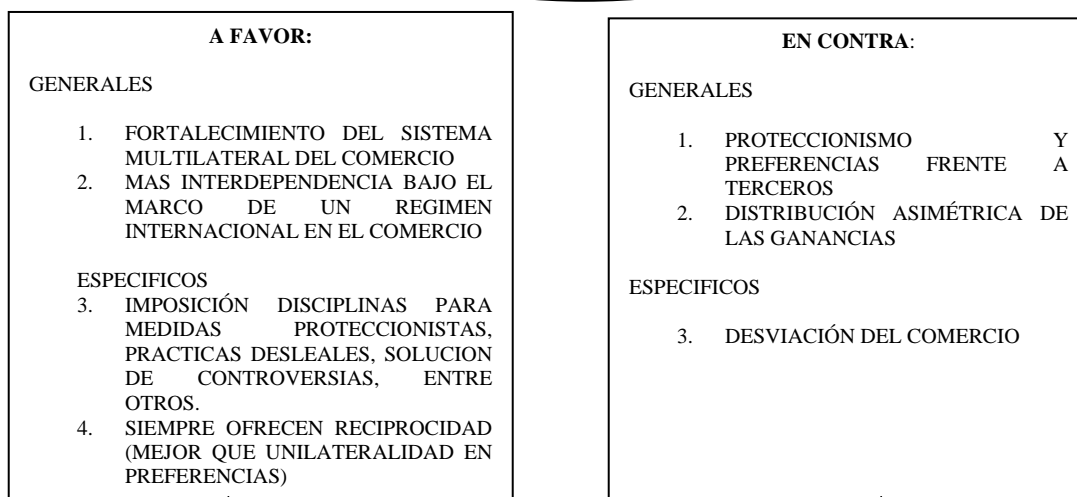 A FAVOR:
GENERALES
1. FORTALECIMIENTO DEL SISTEMA
MULTILATERAL DEL COMERCIO
2. MAS INTERDEPENDENCIA BAJO EL
MARCO DE UN REGIMEN
INTERNACIONAL EN EL COMERCIO
ESPECIFICOS
3. IMPOSICIÓN DISCIPLINAS PARA
MEDIDAS PROTECCIONISTAS,
PRACTICAS DESLEALES, SOLUCION
DE CONTROVERSIAS, ENTRE
OTROS.
4. SIEMPRE OFRECEN RECIPROCIDAD
(MEJOR QUE UNILATERALIDAD EN
PREFERENCIAS)
EN CONTRA:
GENERALES
1. PROTECCIONISMO Y
PREFERENCIAS FRENTE A
TERCEROS
2. DISTRIBUCIÓN ASIMÉTRICA DE
LAS GANANCIAS
ESPECIFICOS
3. DESVIACIÓN DEL COMERCIO